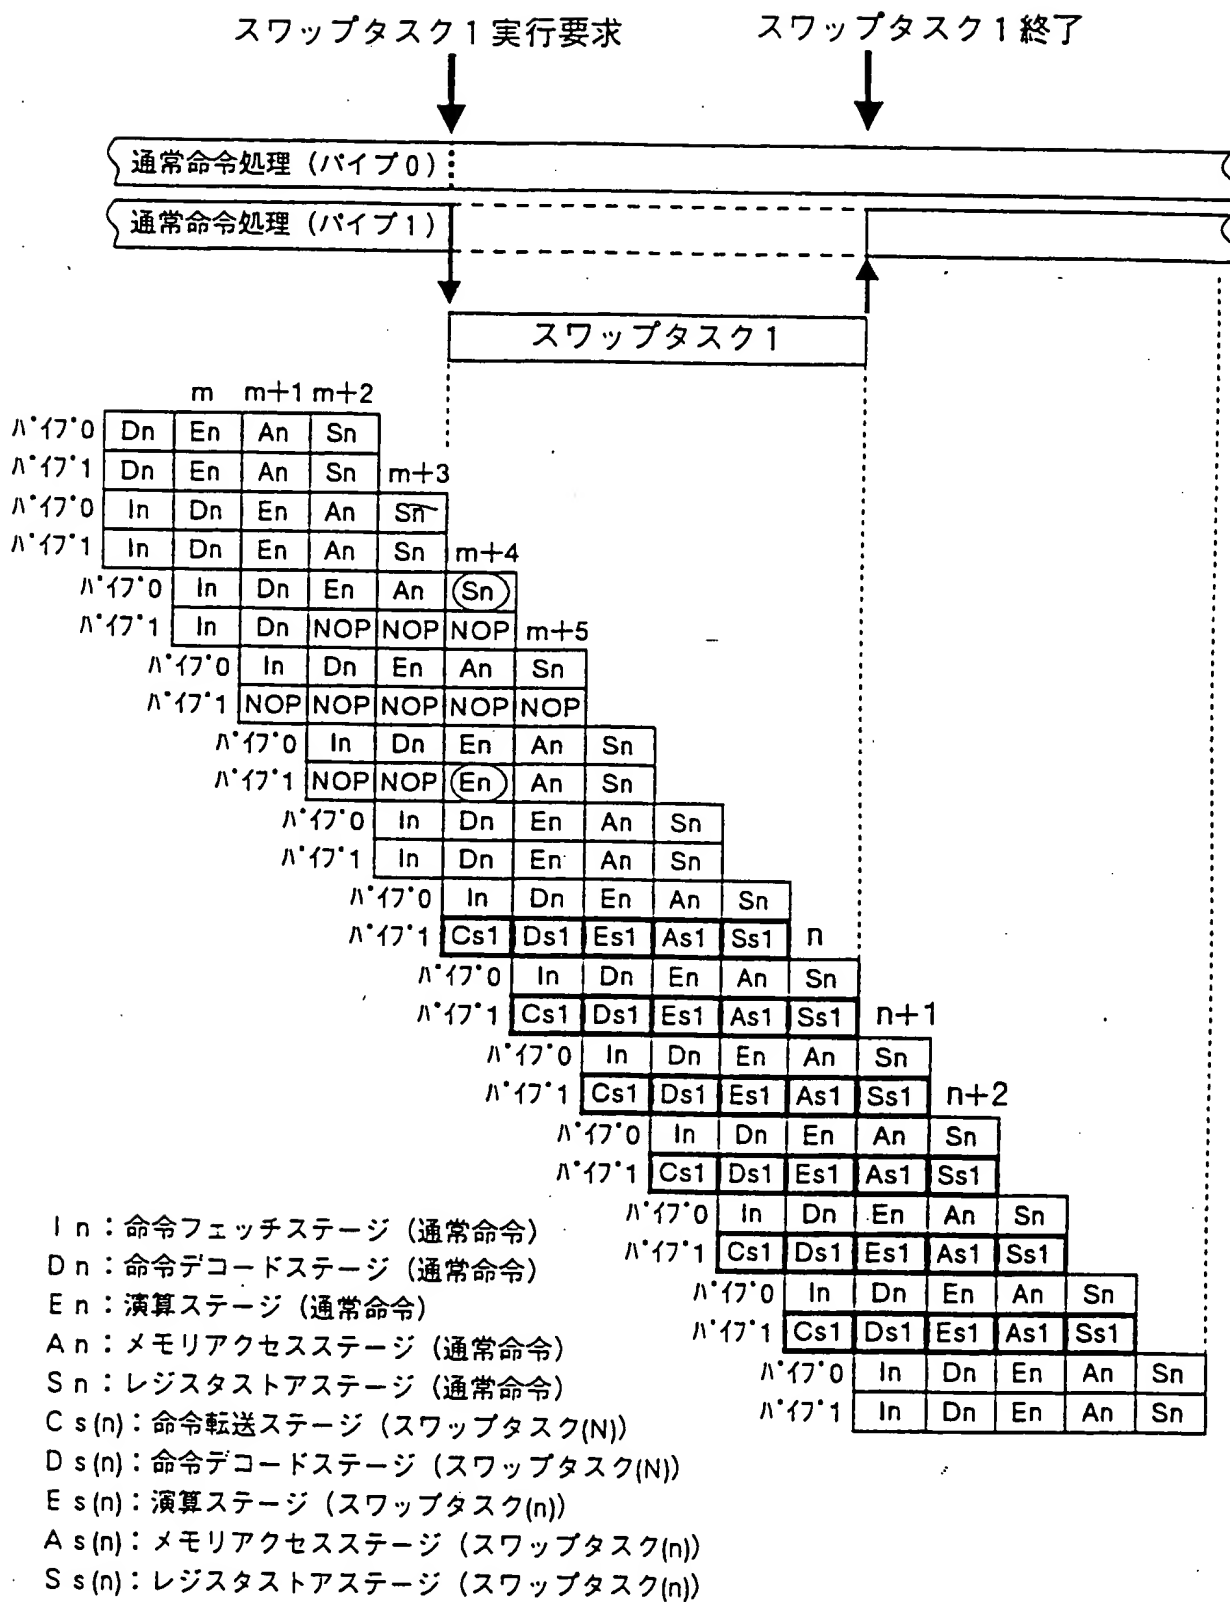 スワップタスク1実行要求 スワップタスク1終了
通常命令処理（パイプ0）
通常命令処理（パイプ1）
スワップタスク1
m m+1 m+2
ﾊﾟｲﾌﾟ0 Dn En An Sn
ﾊﾟｲﾌﾟ1 Dn En An Sn m+3
ﾊﾟｲﾌﾟ0 In Dn En An Sn
ﾊﾟｲﾌﾟ1 In Dn En An Sn m+4
ﾊﾟｲﾌﾟ0 In Dn En An Sn
ﾊﾟｲﾌﾟ1 In Dn NOP NOP NOP m+5
ﾊﾟｲﾌﾟ0 In Dn En An Sn
ﾊﾟｲﾌﾟ1 NOP NOP NOP NOP NOP
ﾊﾟｲﾌﾟ0 In Dn En An Sn
ﾊﾟｲﾌﾟ1 NOP NOP En An Sn
ﾊﾟｲﾌﾟ0 In Dn En An Sn
ﾊﾟｲﾌﾟ1 In Dn En An Sn
ﾊﾟｲﾌﾟ0 In Dn En An Sn
ﾊﾟｲﾌﾟ1 Cs1 Ds1 Es1 As1 Ss1 n
ﾊﾟｲﾌﾟ0 In Dn En An Sn
ﾊﾟｲﾌﾟ1 Cs1 Ds1 Es1 As1 Ss1 n+1
ﾊﾟｲﾌﾟ0 In Dn En An Sn
ﾊﾟｲﾌﾟ1 Cs1 Ds1 Es1 As1 Ss1 n+2
ﾊﾟｲﾌﾟ0 In Dn En An Sn
ﾊﾟｲﾌﾟ1 Cs1 Ds1 Es1 As1 Ss1
ﾊﾟｲﾌﾟ0 In Dn En An Sn
ﾊﾟｲﾌﾟ1 Cs1 Ds1 Es1 As1 Ss1
ﾊﾟｲﾌﾟ0 In Dn En An Sn
ﾊﾟｲﾌﾟ1 Cs1 Ds1 Es1 As1 Ss1
ﾊﾟｲﾌﾟ0 In Dn En An Sn
ﾊﾟｲﾌﾟ1 In Dn En An Sn
In：命令フェッチステージ（通常命令）
Dn：命令デコードステージ（通常命令）
En：演算ステージ（通常命令）
An：メモリアクセスステージ（通常命令）
Sn：レジスタストアステージ（通常命令）
Cs(n)：命令転送ステージ（スワップタスク(N)）
Ds(n)：命令デコードステージ（スワップタスク(N)）
Es(n)：演算ステージ（スワップタスク(n)）
As(n)：メモリアクセスステージ（スワップタスク(n)）
Ss(n)：レジスタストアステージ（スワップタスク(n)）